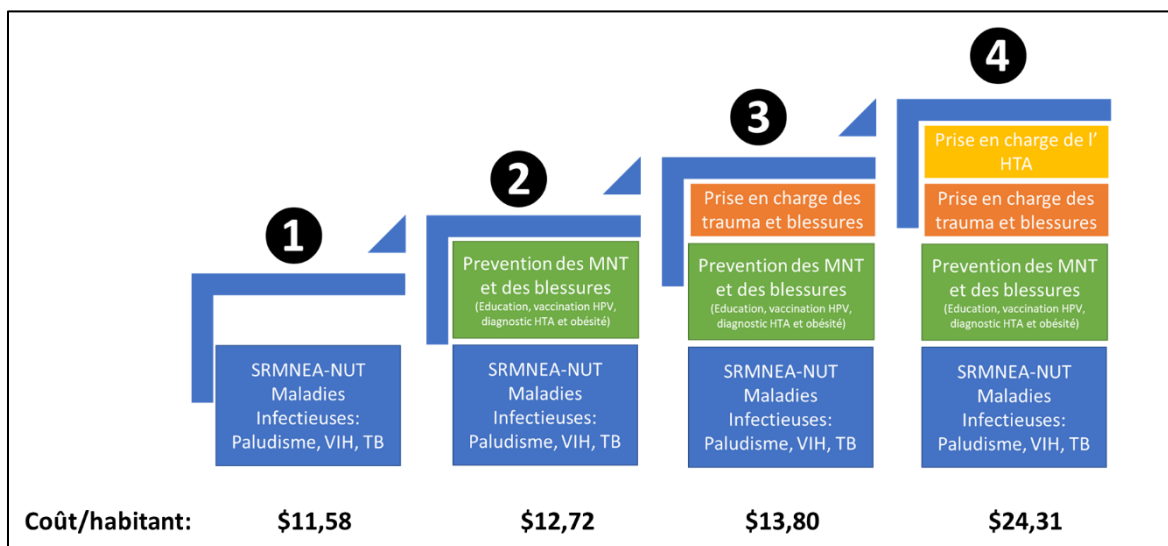 1
SRMNEA-NUT
Maladies
Infectieuses:
Paludisme, VIH, TB
2
Prevention des MNT
et des blessures
(Education, vaccination HPV,
diagnostic HTA et obésité)
SRMNEA-NUT
Maladies
Infectieuses:
Paludisme, VIH, TB
3
Prise en charge des
trauma et blessures
Prevention des MNT
et des blessures
(Education, vaccination HPV,
diagnostic HTA et obésité)
SRMNEA-NUT
Maladies
Infectieuses:
Paludisme, VIH, TB
4
Prise en charge de l’
HTA
Prise en charge des
trauma et blessures
Prevention des MNT
et des blessures
(Education, vaccination HPV,
diagnostic HTA et obésité)
SRMNEA-NUT
Maladies
Infectieuses:
Paludisme, VIH, TB
Coût/habitant: $11,58 $12,72 $13,80 $24,31